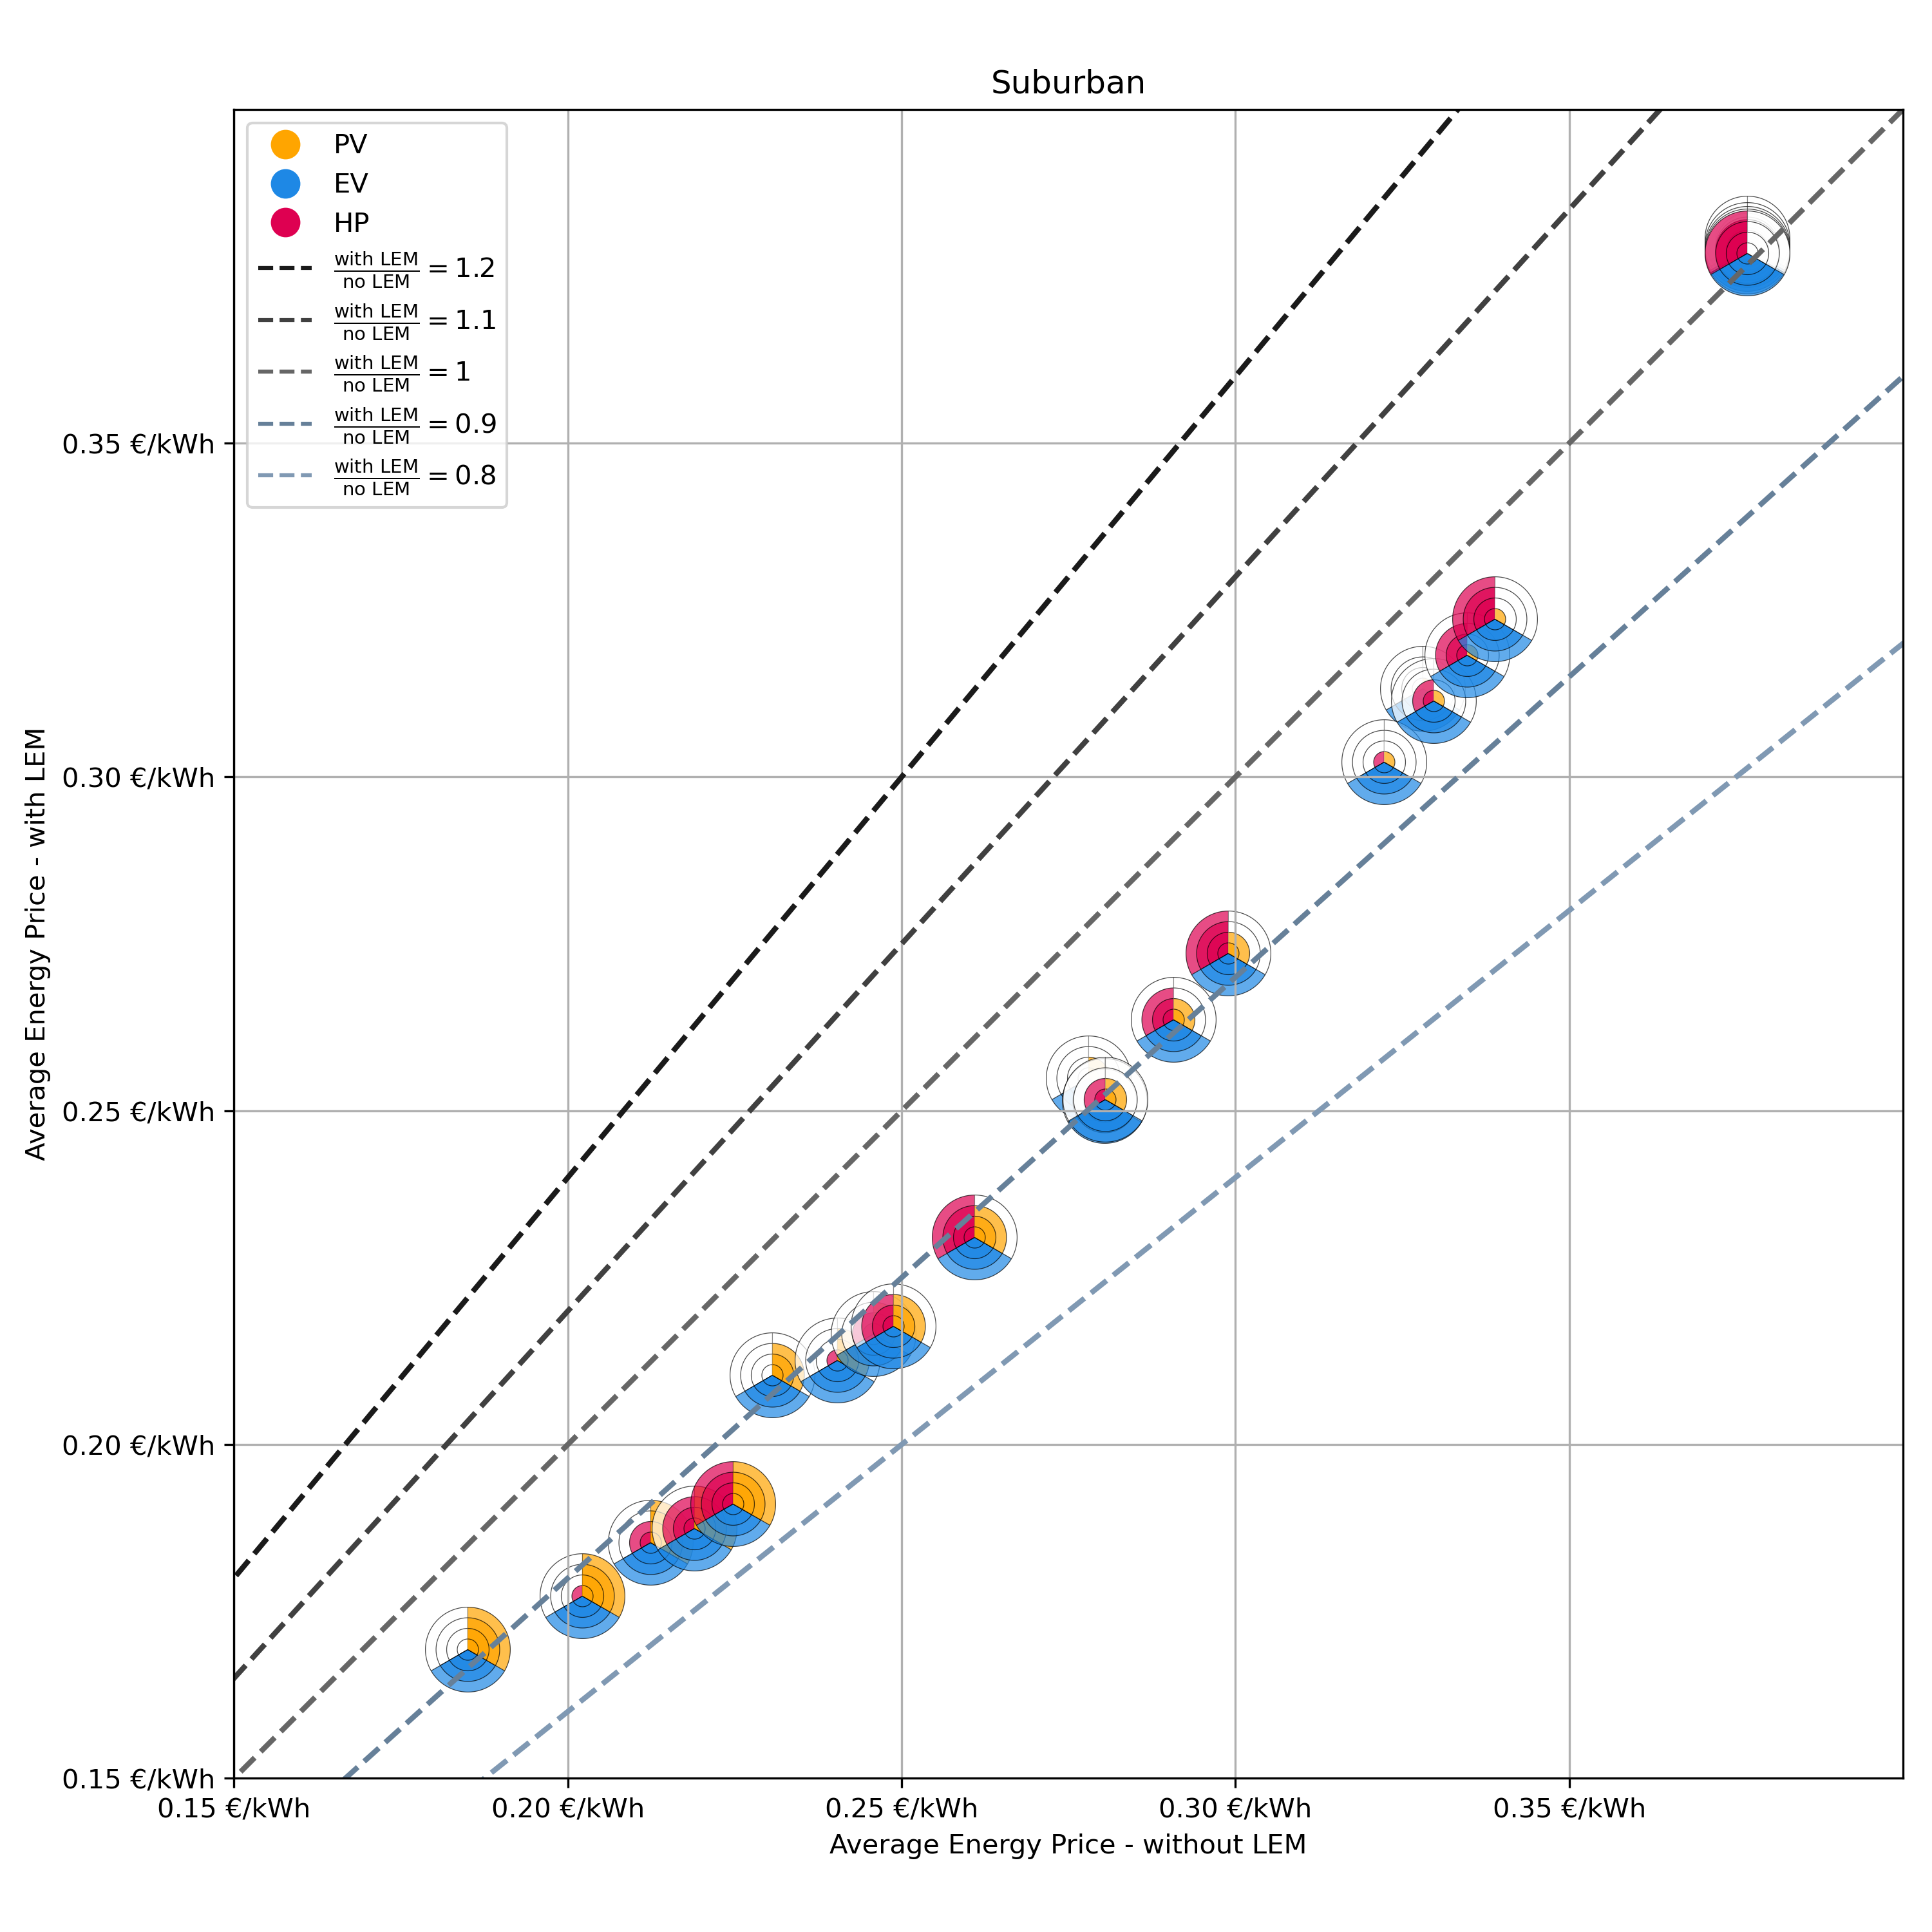 Suburban
PV
EV
HP
with LEM
no LEM = 1.2
with LEM
no LEM = 1.1
with LEM
no LEM = 1
with LEM
no LEM = 0.9
with LEM
no LEM = 0.8
0.35 €/kWh
0.30 €/kWh
0.25 €/kWh
0.20 €/kWh
0.15 €/kWh
Average Energy Price - with LEM
0.15 €/kWh 0.20 €/kWh 0.25 €/kWh 0.30 €/kWh 0.35 €/kWh
Average Energy Price - without LEM